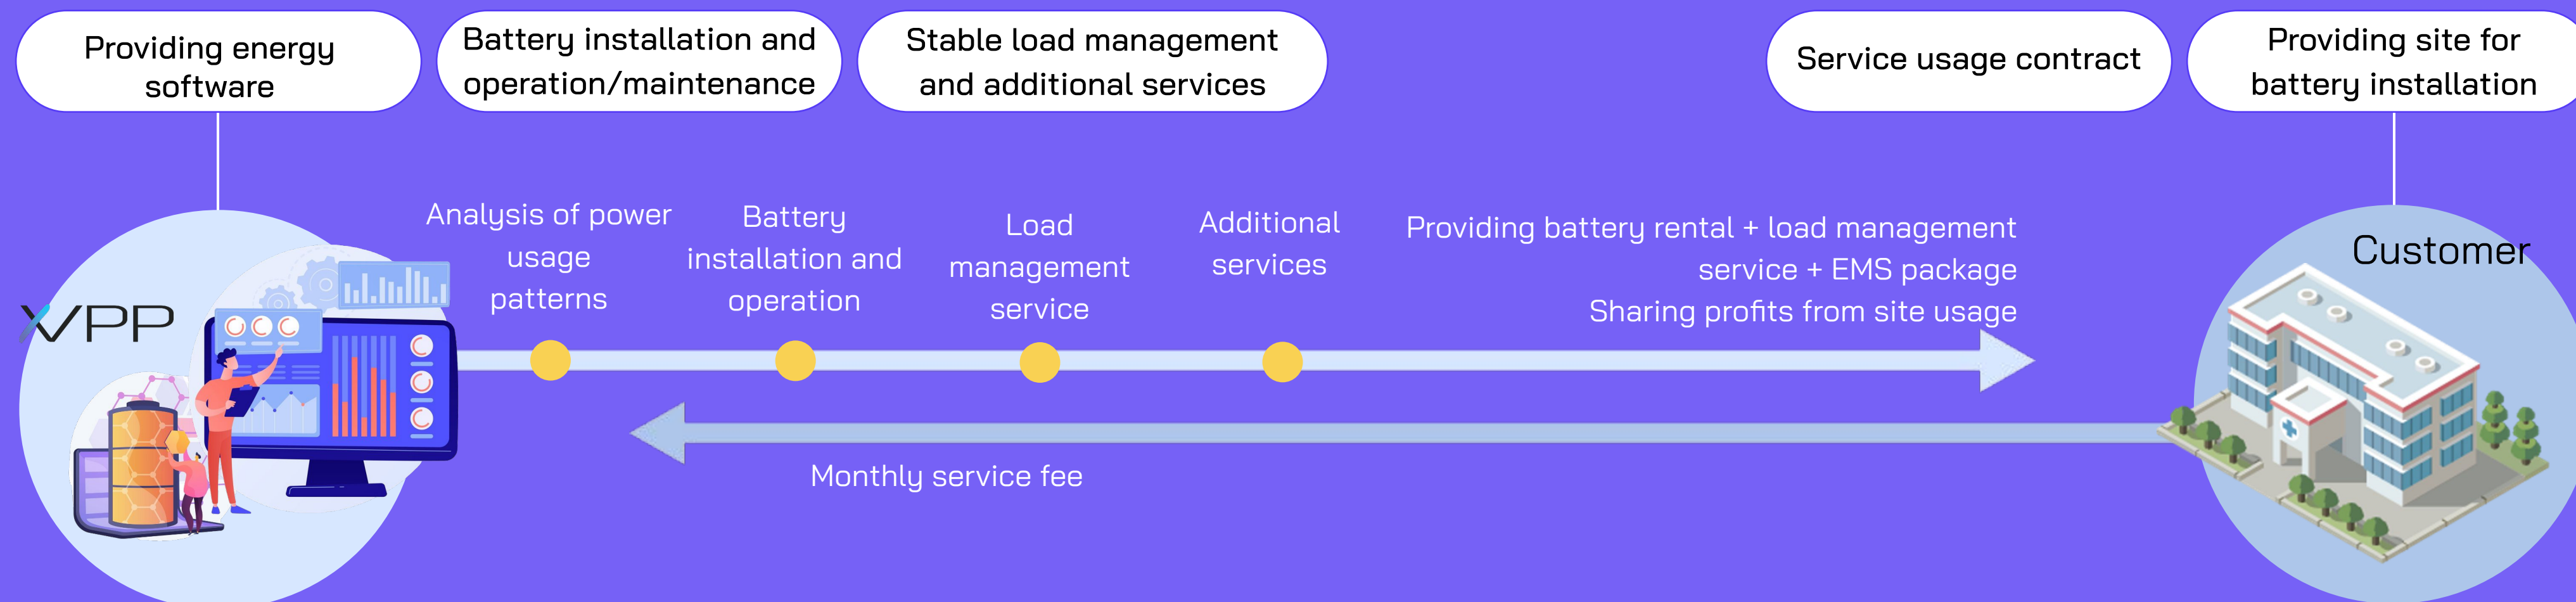 Providing energy
software
Battery installation and
operation/maintenance
Stable load management
and additional services
Service usage contract
Providing site for
battery installation
Analysis of power
usage
patterns
Battery
installation and
operation
Load
management
service
Additional
services
Providing battery rental + load management
service + EMS package
Sharing profits from site usage
Customer
VPP
Monthly service fee